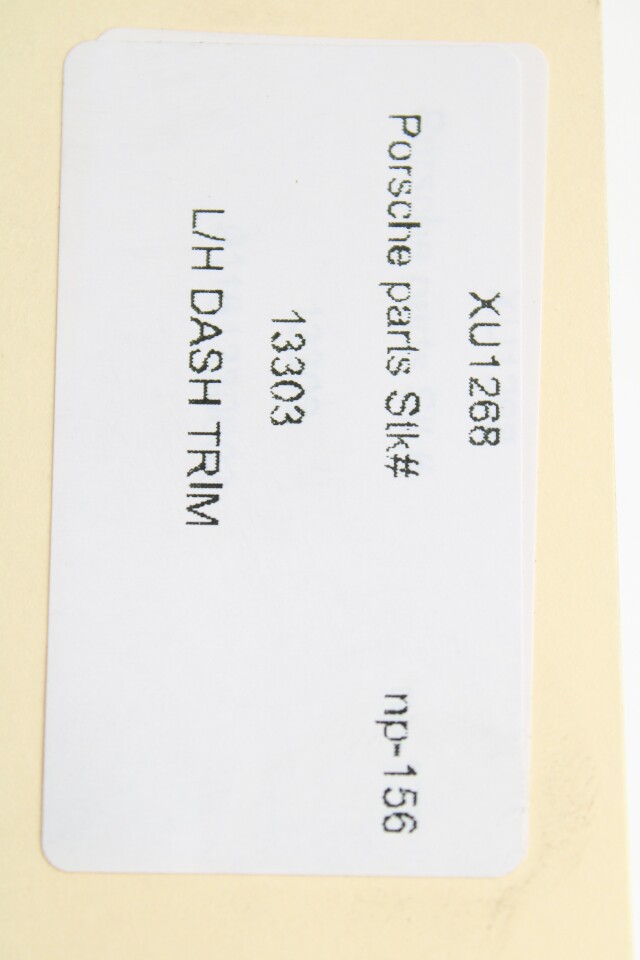 XU1268
Porsche parts Stk# np-156
13303
L/H DASH TRIM